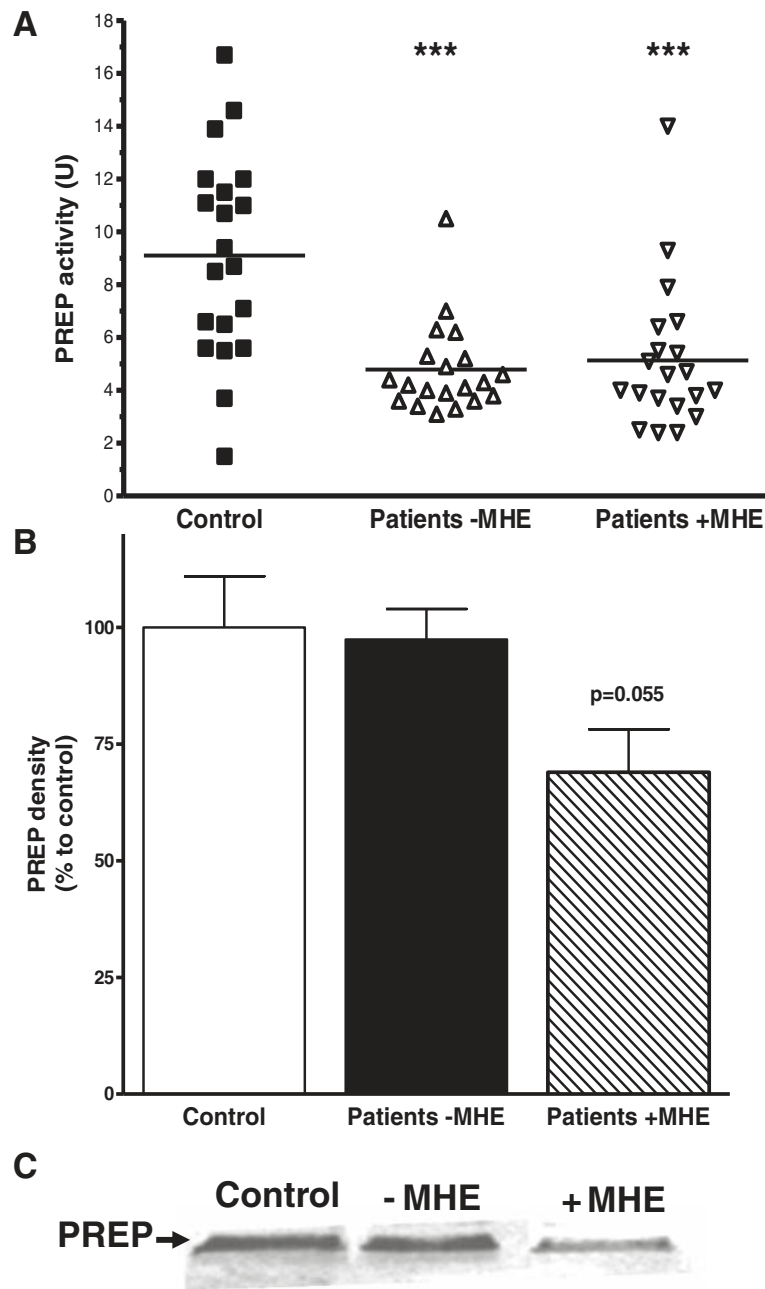 A
PREP activity (U)
18
16
14
12
10
8
6
4
2
0
*** ***
Control Patients -MHE Patients +MHE
B
PREP density
(% to control)
100
75
50
25
0
p=0.055
Control Patients -MHE Patients +MHE
C
Control - MHE + MHE
PREP